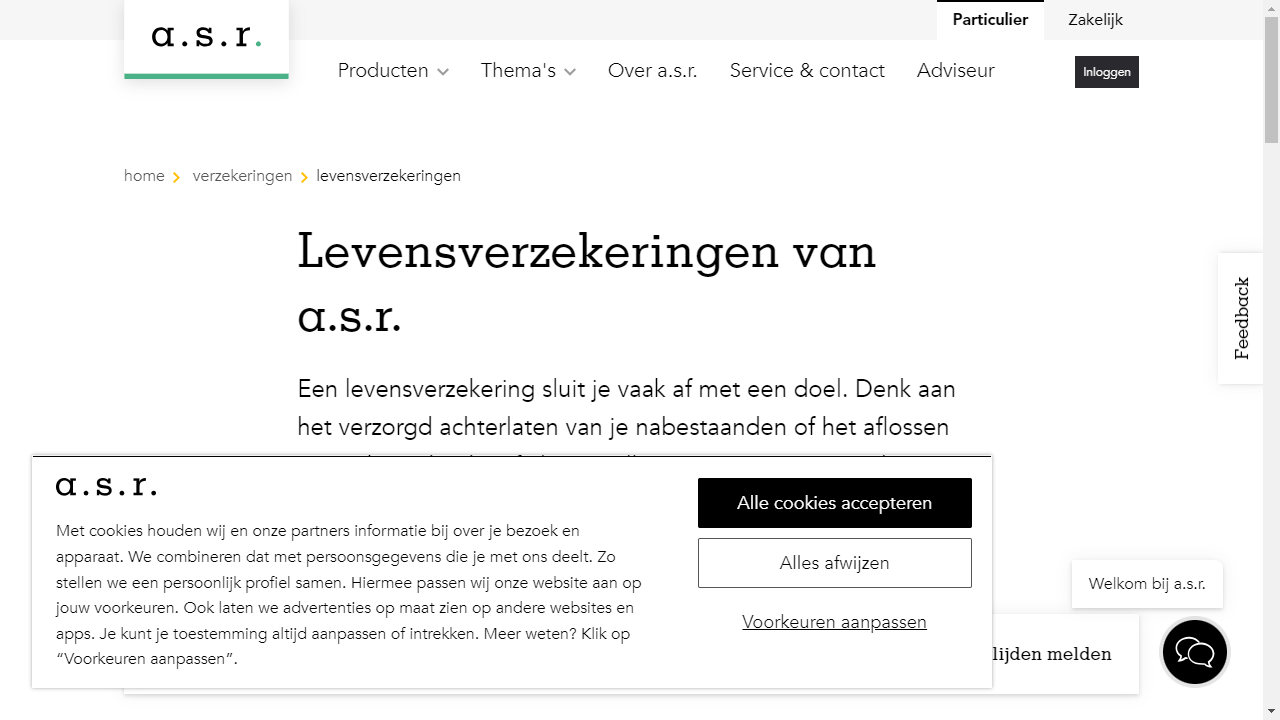 a.s.r.
Particulier
Zakelijk
Producten
Thema's
Over a.s.r.
Service & contact
Adviseur
Inloggen
home
verzekeringen
levensverzekeringen
Levensverzekeringen van
a.s.r.
Een levensverzekering sluit je vaak af met een doel. Denk aan
het verzorgd achterlaten van je nabestaanden of het aflossen
Feedback
a.s.r.
Met cookies houden wij en onze partners informatie bij over je bezoek en
apparaat. We combineren dat met persoonsgegevens die je met ons deelt. Zo
stellen we een persoonlijk profiel samen. Hiermee passen wij onze website aan op
jouw voorkeuren. Ook laten we advertenties op maat zien op andere websites en
apps. Je kunt je toestemming altijd aanpassen of intrekken. Meer weten? Klik op
“Voorkeuren aanpassen”.
Alle cookies accepteren
Alles afwijzen
Voorkeuren aanpassen
Welkom bij a.s.r.
lijden melden